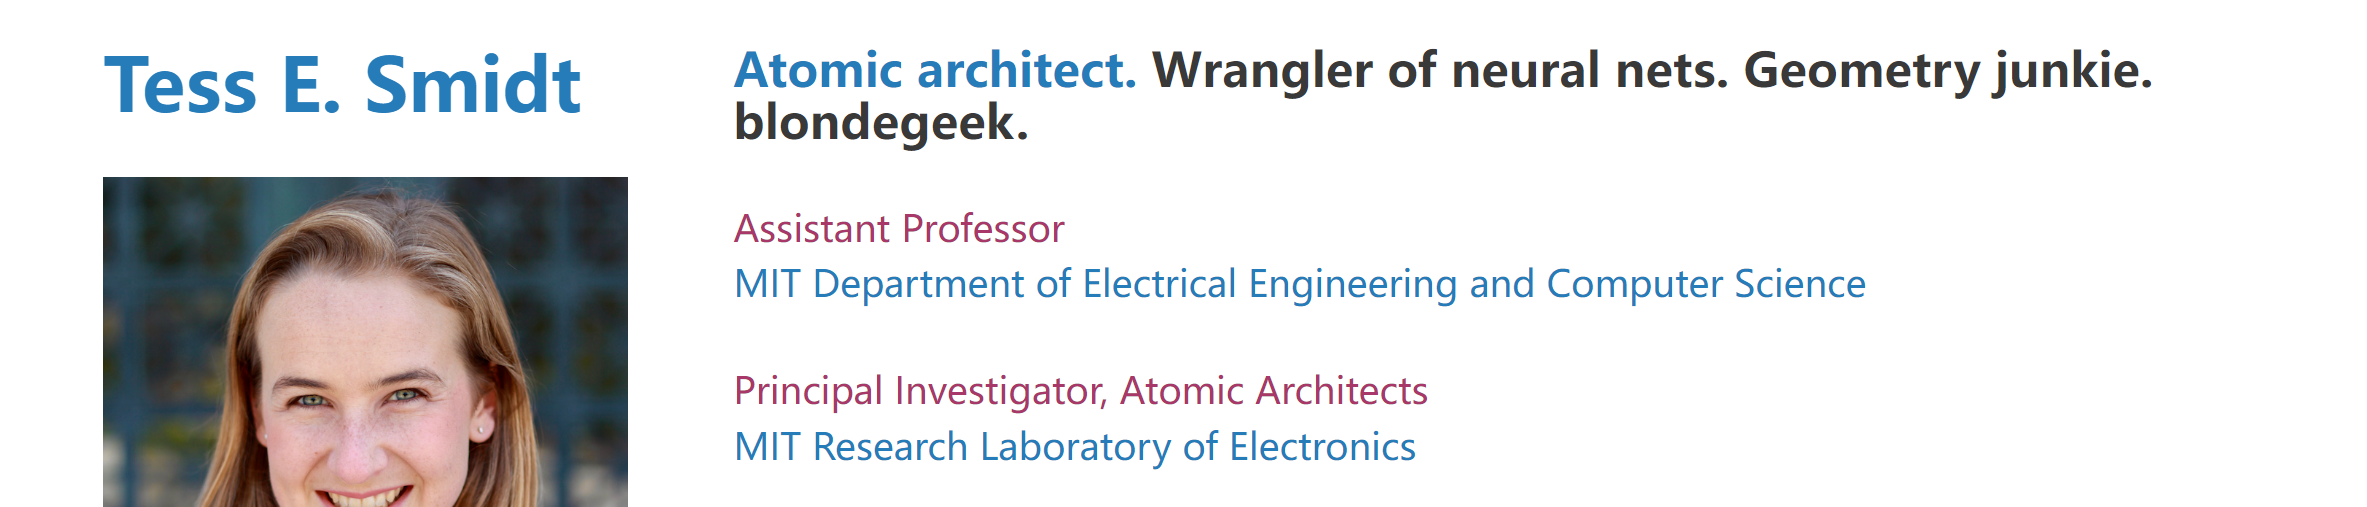 Tess E. Smidt
Atomic architect. Wrangler of neural nets. Geometry junkie.
blondegeek.
Assistant Professor
MIT Department of Electrical Engineering and Computer Science
Principal Investigator, Atomic Architects
MIT Research Laboratory of Electronics